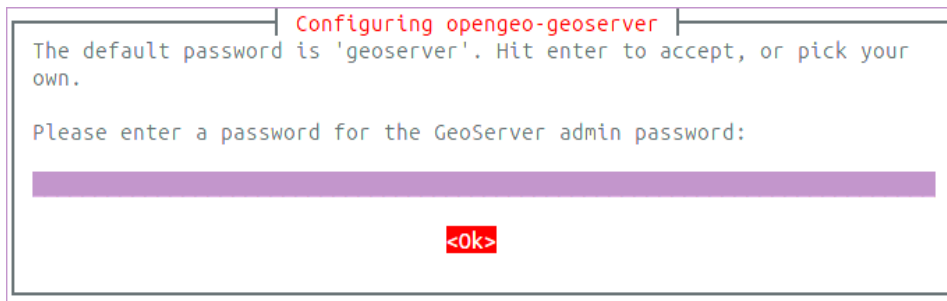 Configuring opengeo-geoserver
The default password is 'geoserver'. Hit enter to accept, or pick your
own.
Please enter a password for the GeoServer admin password:
<Ok>